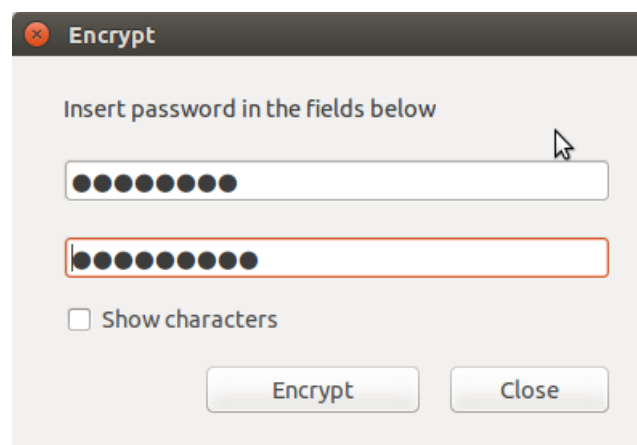 Encrypt
Insert password in the fields below
●●●●●●●●
●●●●●●●●●
Show characters
Encrypt Close